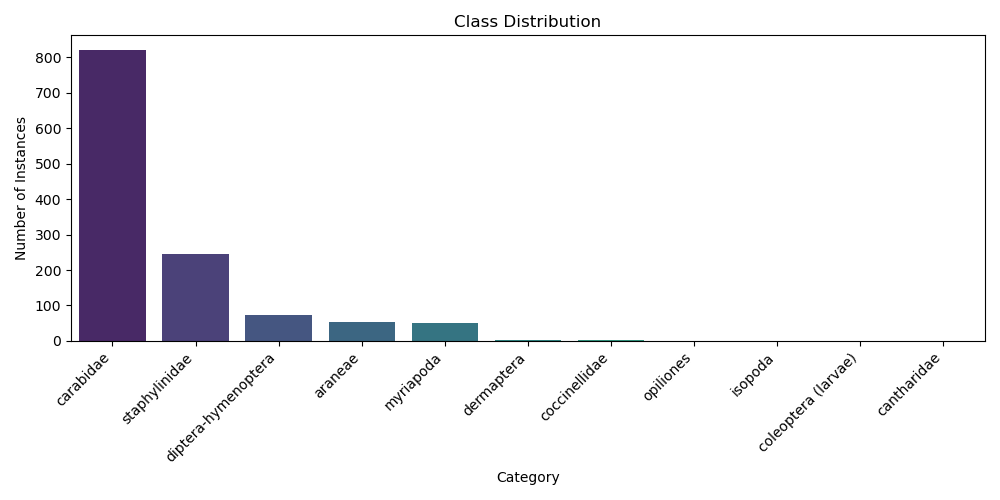 Class Distribution
Number of Instances
800
700
600
500
400
300
200
100
0
carabidae
staphylinidae
diptera-hymenoptera
araneae
myriapoda
dermaptera
coccinellidae
opiliones
isopoda
coleoptera (larvae)
cantharidae
Category